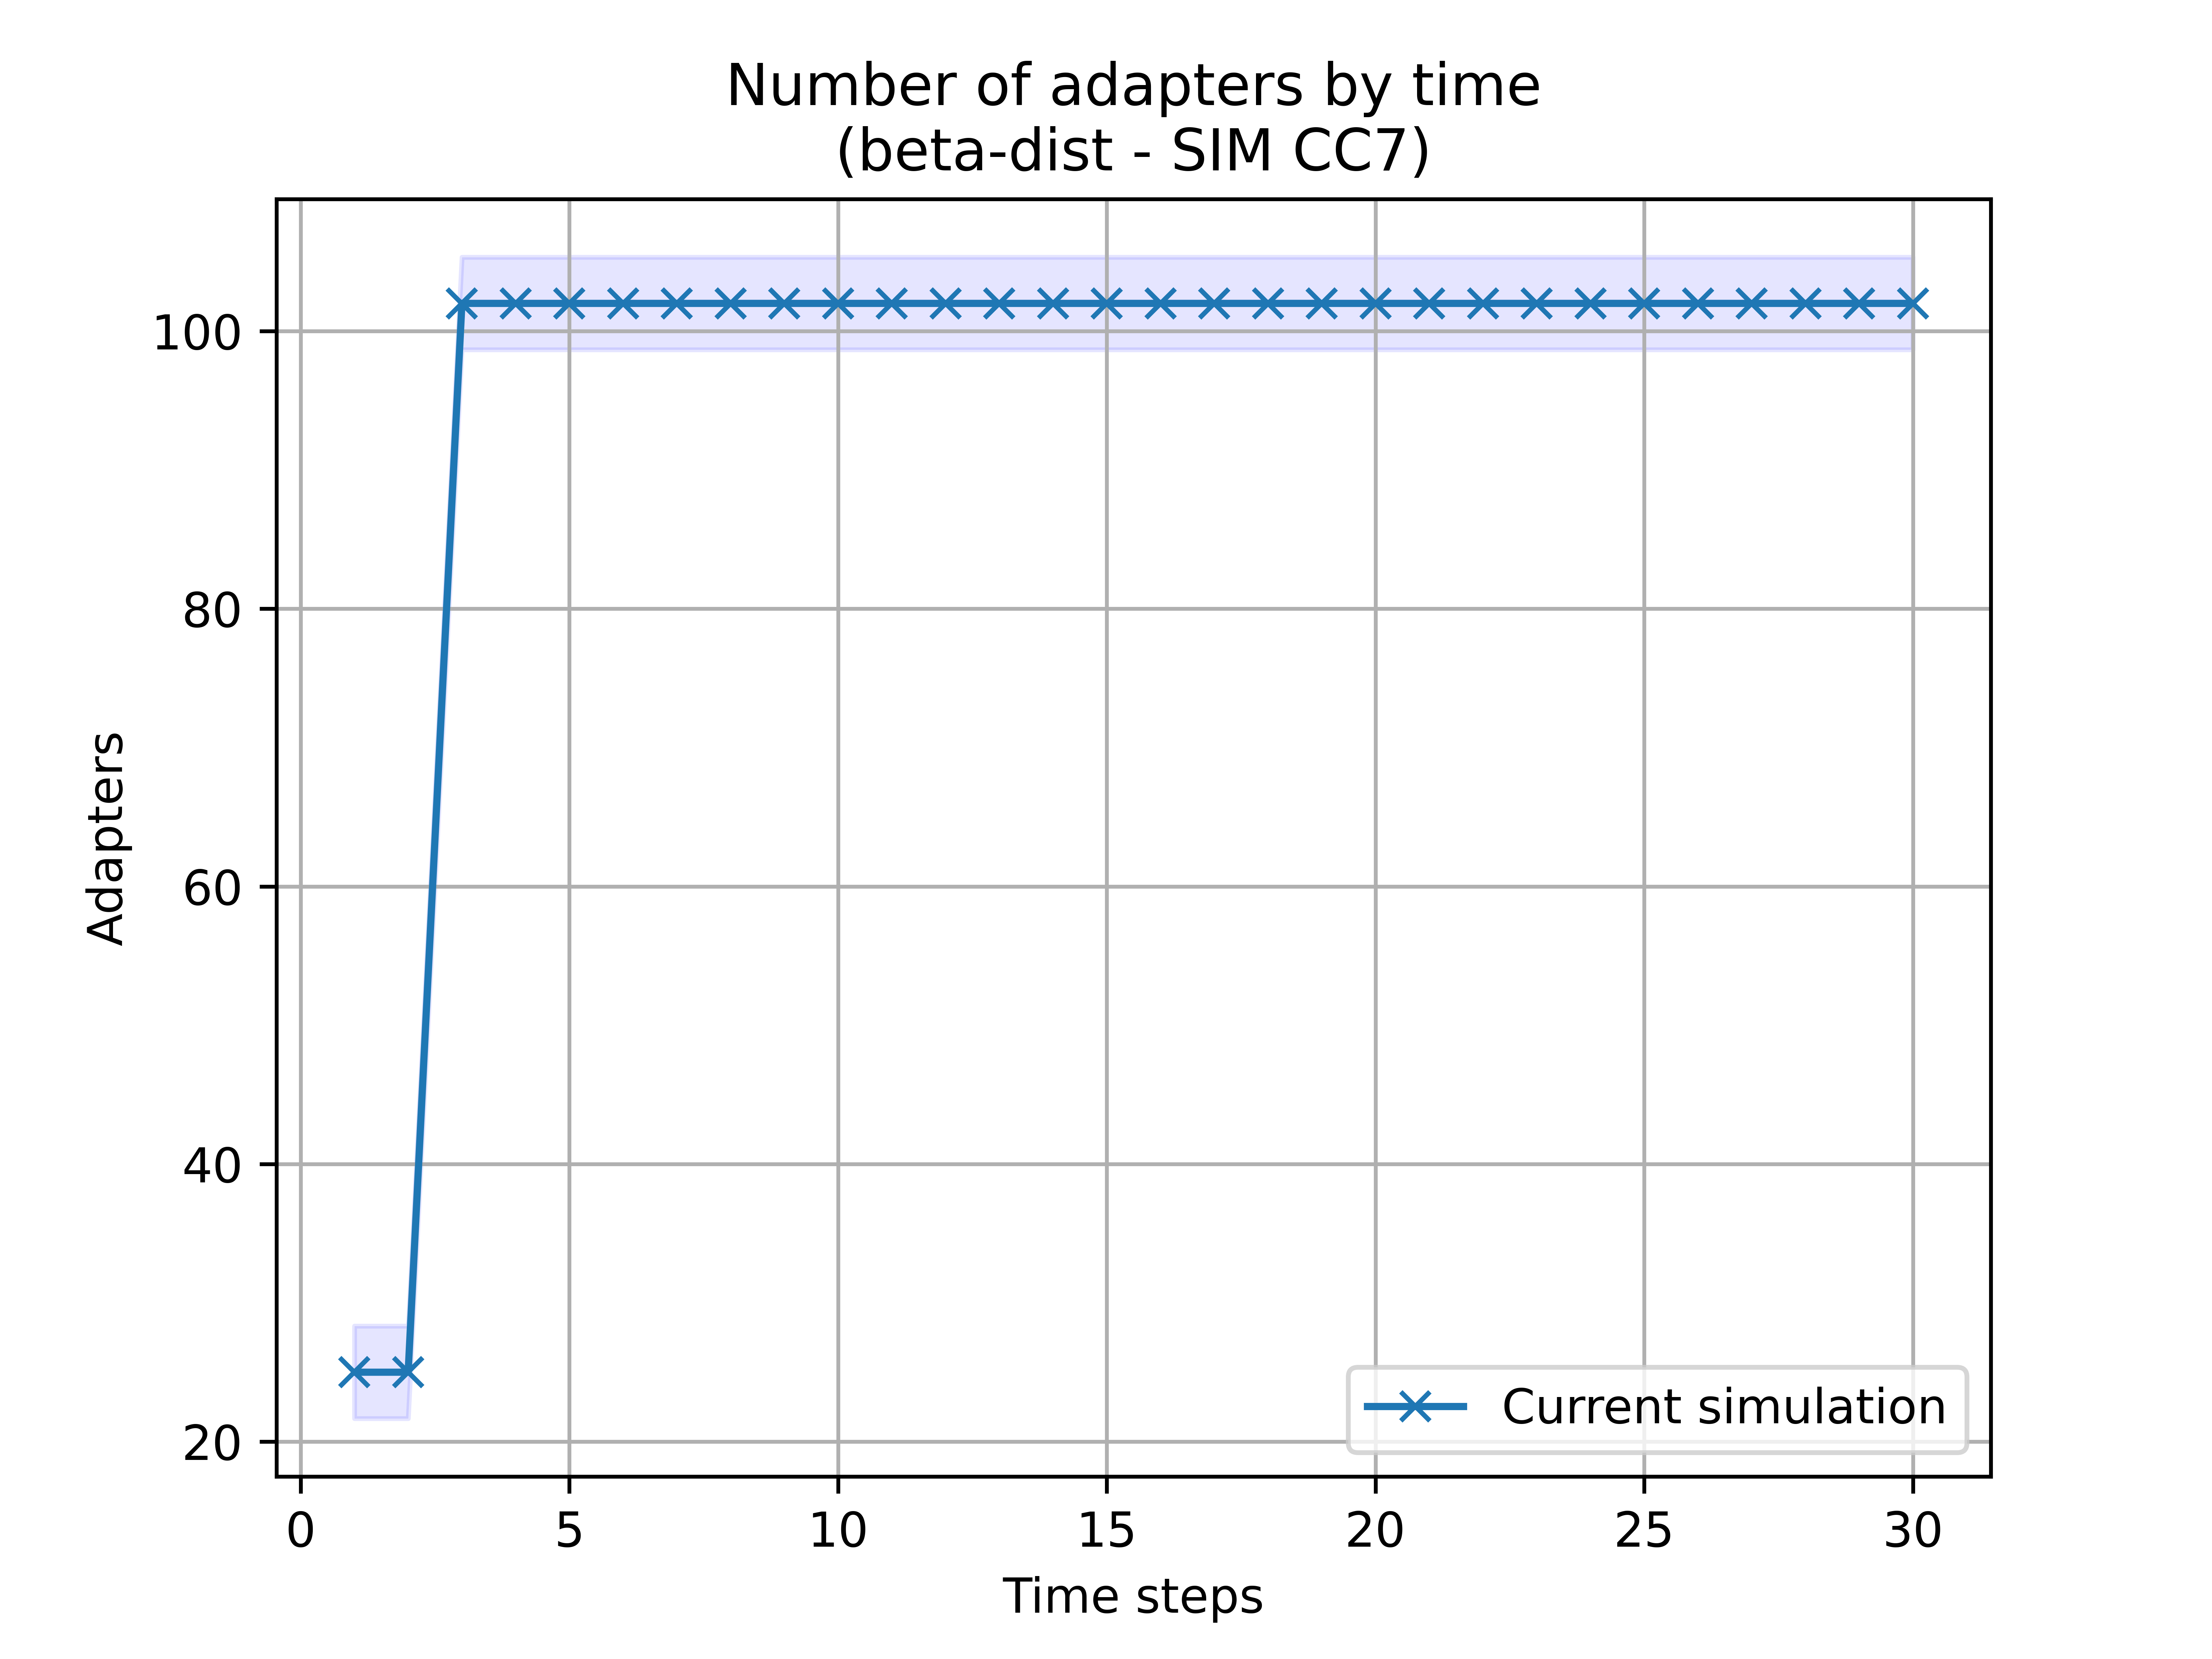 Number of adapters by time
(beta-dist - SIM CC7)
100
80
60
40
20
Adapters
Current simulation
0 5 10 15 20 25 30
Time steps